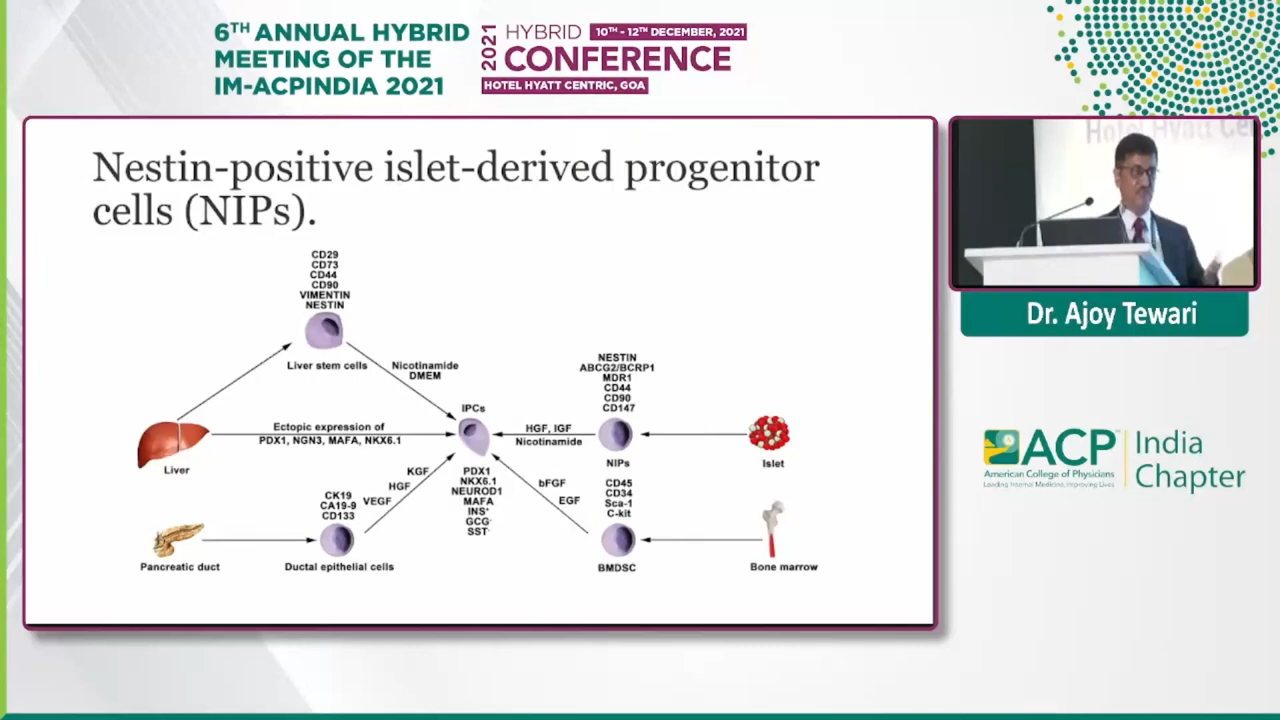 6TH ANNUAL HYBRID
MEETING OF THE
IM-ACPINDIA 2021
2021
HYBRID
10TH - 12TH DECEMBER, 2021
CONFERENCE
HOTEL HYATT CENTRIC, GOA
Nestin-positive islet-derived progenitor
cells (NIPs).
CD29
CD73
CD44
CD90
VIMENTIN
NESTIN
Liver stem cells
Nicotinamide
DMEM
NESTIN
ABCG2/BCRP1
MDR1
CD44
CD90
CD147
IPCs
Ectopic expression of
PDX1, NGN3, MAFA, NKX6.1
HGF, IGF
Nicotinamide
Liver
NIPs
Islet
KGF
HGF
VEGF
PDX1
NKX6.1
NEUROD1
MAFA
INS+
GCG-
SST-
bFGF
EGF
CD45
CD34
Sca-1
C-kit
CK19
CA19-9
CD133
Pancreatic duct
Ductal epithelial cells
BMDSC
Bone marrow
Hotel Hyatt Ce
Dr. Ajoy Tewari
ACP
American College of Physicians
Leading Internal Medicine, Improving Lives
India
Chapter